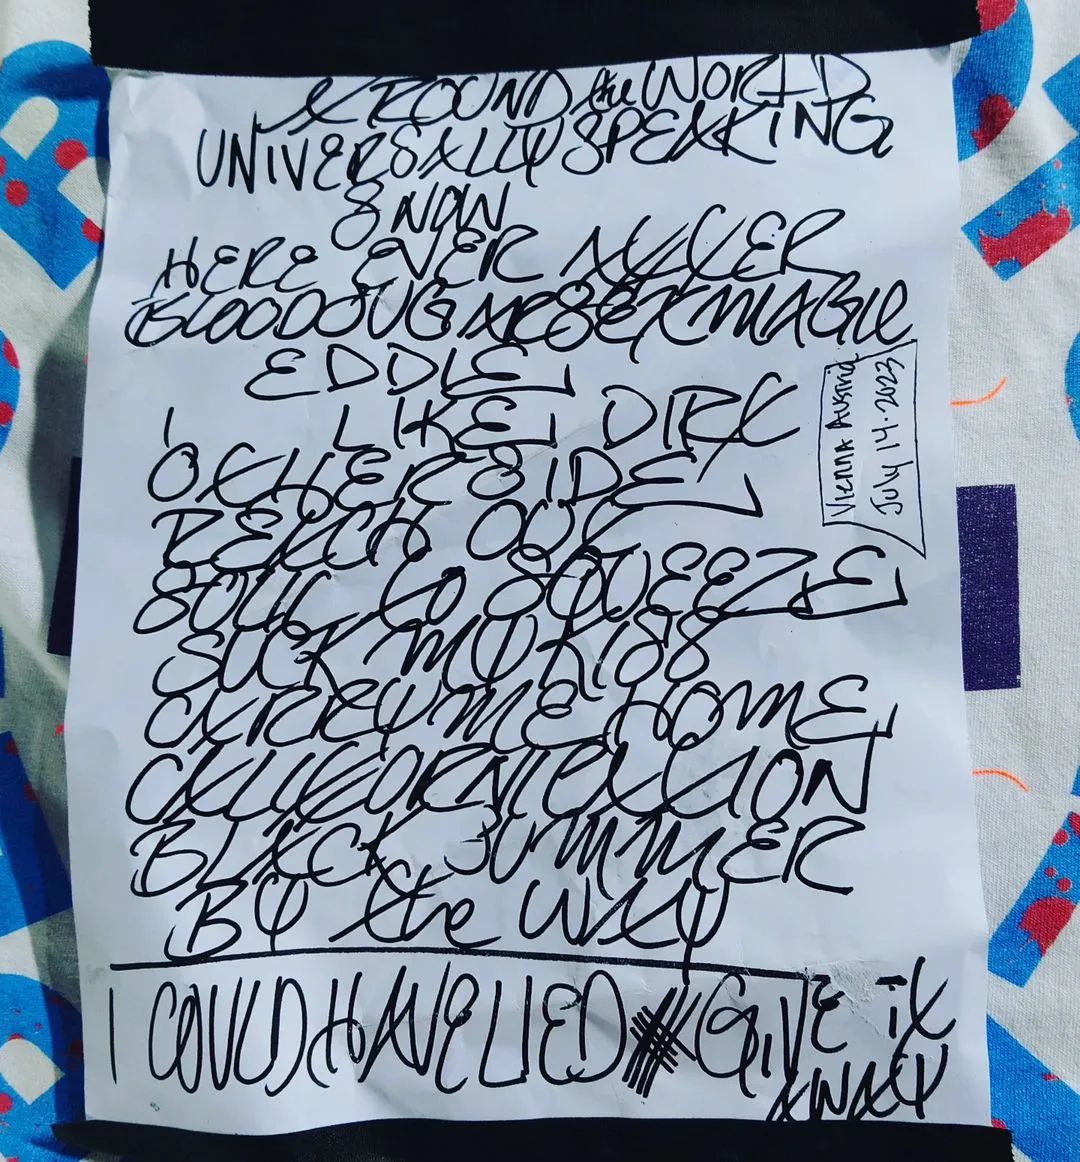 AROUND the WORLD
UNIVERSALLY SPEAKING
SNOW
HERE EVER AFTER
BLOODSUGARSEXMAGIK
EDDIE
I LIKE DIRT
OTHERSIDE
REACH OUT
SOUL TO SQUEEZE
SUCK MY KISS
CARRY ME HOME
CALIFORNICATION
BLACK SUMMER
BY the WAY
I COULD HAVE LIED # GIVE iT
AWAY
Vienna Austria
July 14.2023